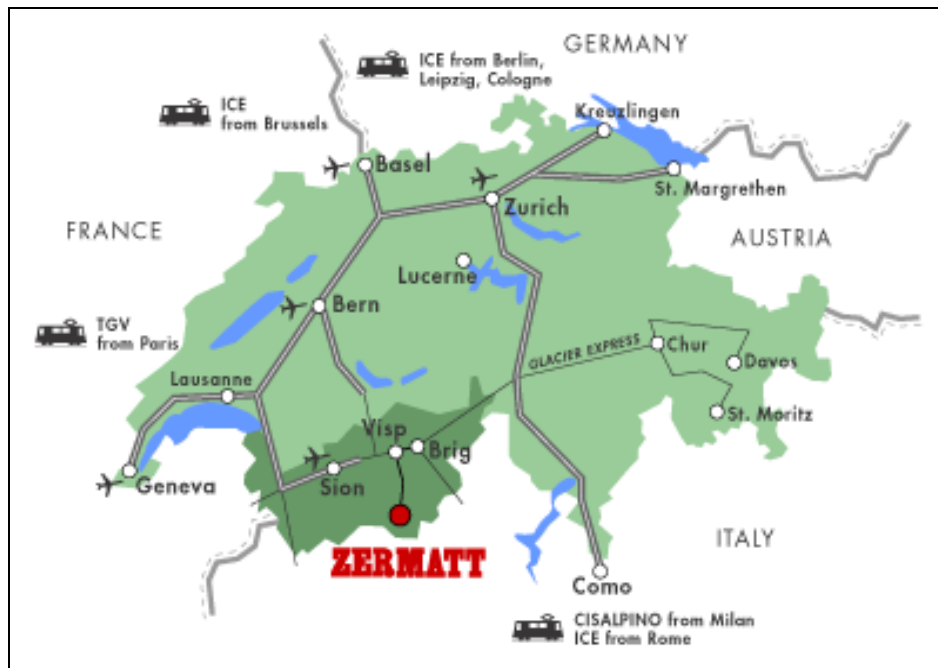 GERMANY
ICE from Berlin,
Leipzig, Cologne
ICE
from Brussels
Kreuzlingen
Basel
St. Margrethen
Zurich
FRANCE
AUSTRIA
Lucerne
Bern
TGV
from Paris
GLACIER EXPRESS
Chur
Davos
Lausanne
St. Moritz
Visp
Brig
Geneva
Sion
ITALY
ZERMATT
Como
CISALPINO from Milan
ICE from Rome